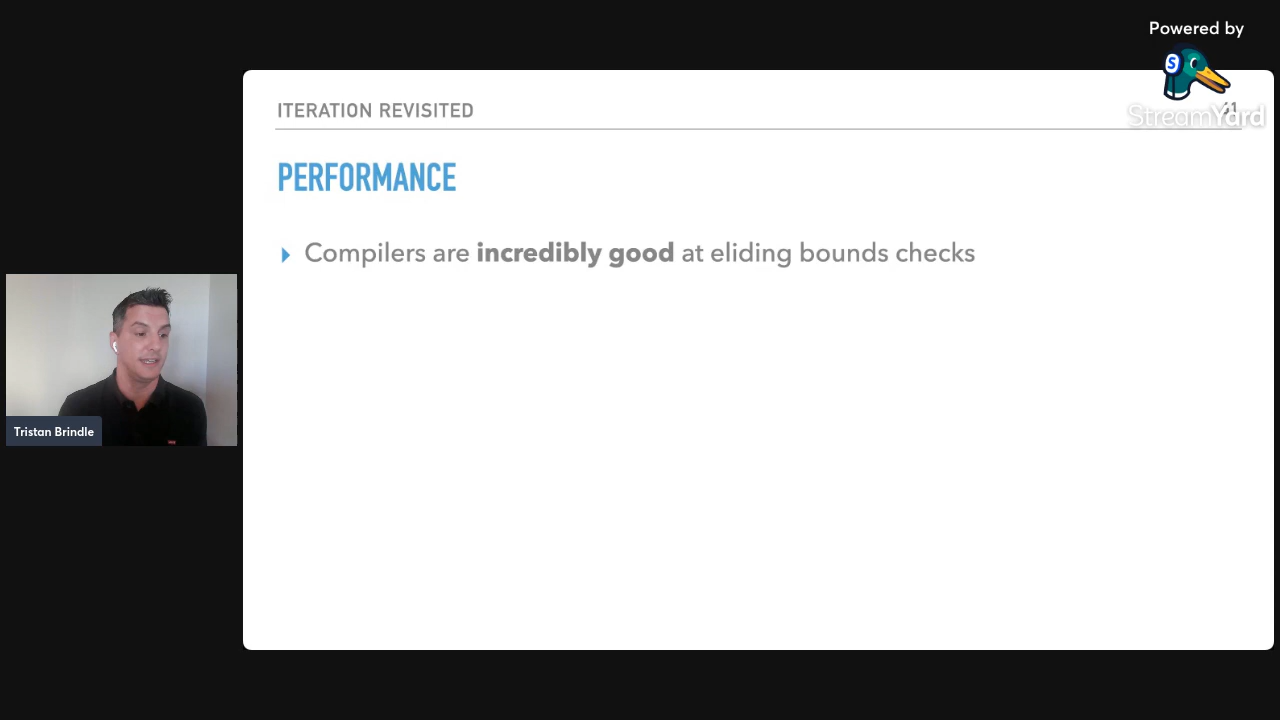 Powered by
StreamYard
ITERATION REVISITED
PERFORMANCE
Compilers are incredibly good at eliding bounds checks
Tristan Brindle